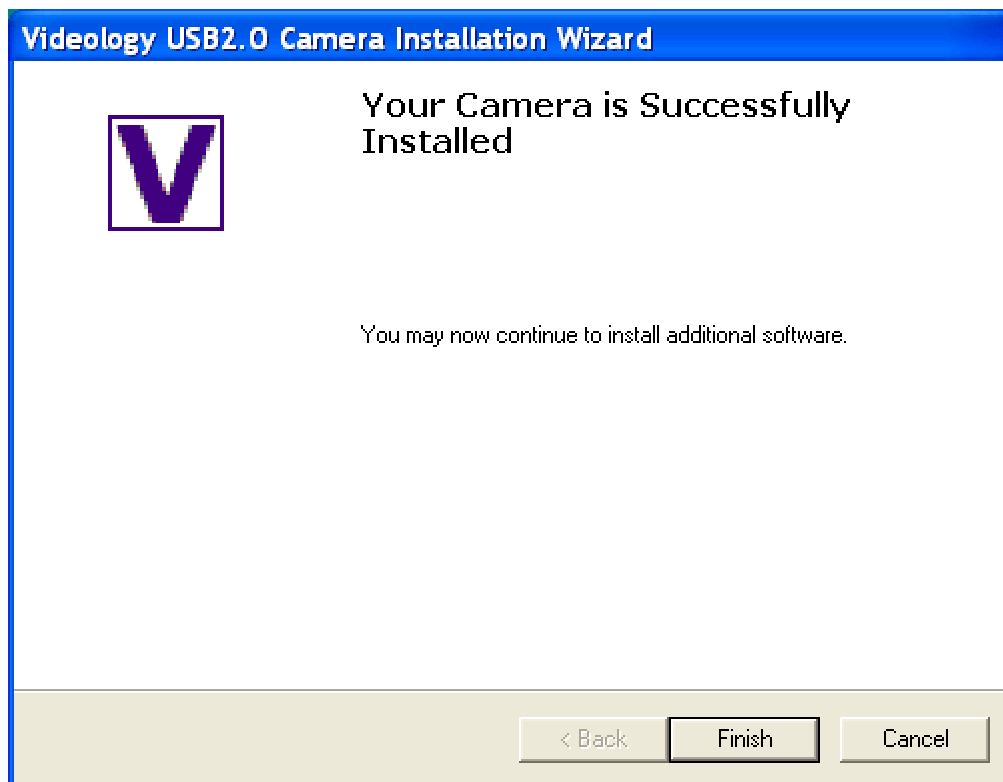 Videology USB2.0 Camera Installation Wizard
Your Camera is Successfully
Installed
V
You may now continue to install additional software.
< Back Finish Cancel